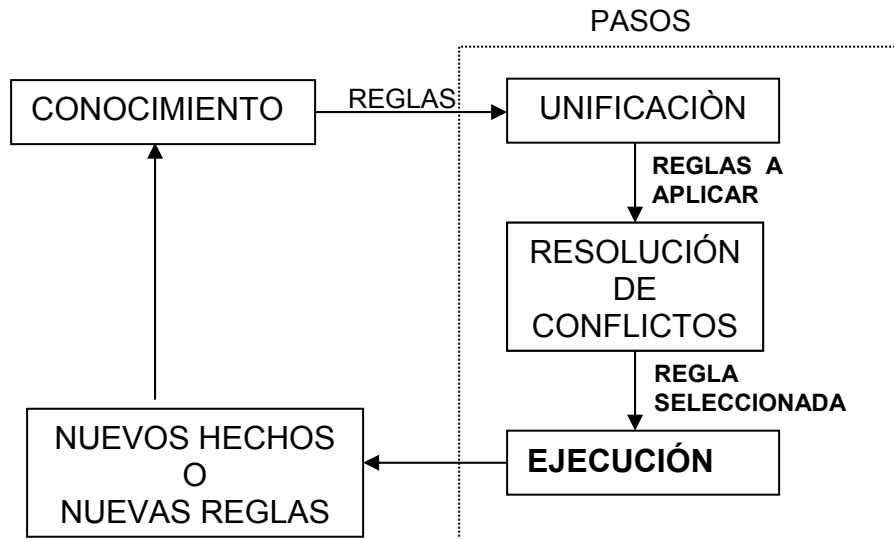 PASOS
CONOCIMIENTO
REGLAS
UNIFICACIÒN
REGLAS A
APLICAR
RESOLUCIÓN
DE
CONFLICTOS
REGLA
SELECCIONADA
EJECUCIÓN
NUEVOS HECHOS
O
NUEVAS REGLAS